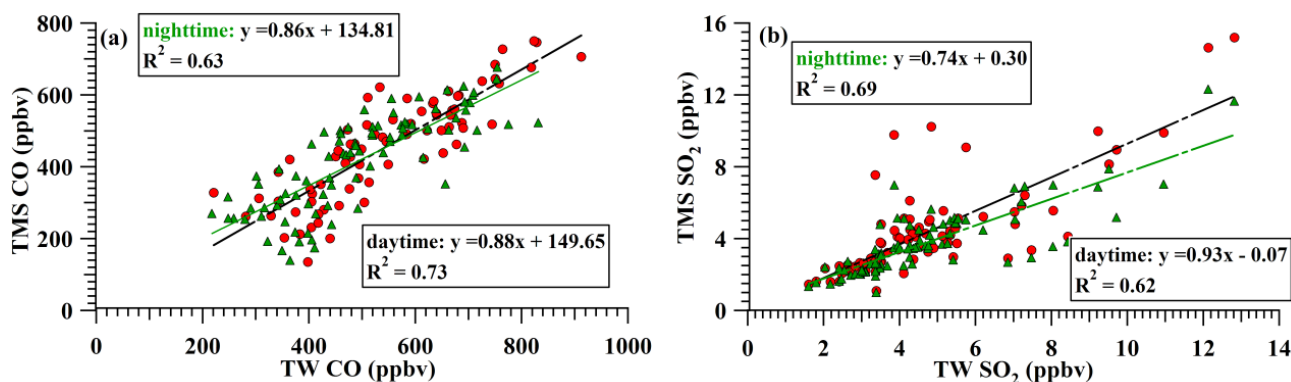 (a)
nighttime: y =0.86x + 134.81
R² = 0.63
daytime: y =0.88x + 149.65
R² = 0.73
TMS CO (ppbv)
800
600
400
200
0
0 200 400 600 800 1000
TW CO (ppbv)
(b)
nighttime: y =0.74x + 0.30
R² = 0.69
daytime: y =0.93x - 0.07
R² = 0.62
TMS SO₂ (ppbv)
16
12
8
4
0
2 4 6 8 10 12 14
TW SO₂ (ppbv)